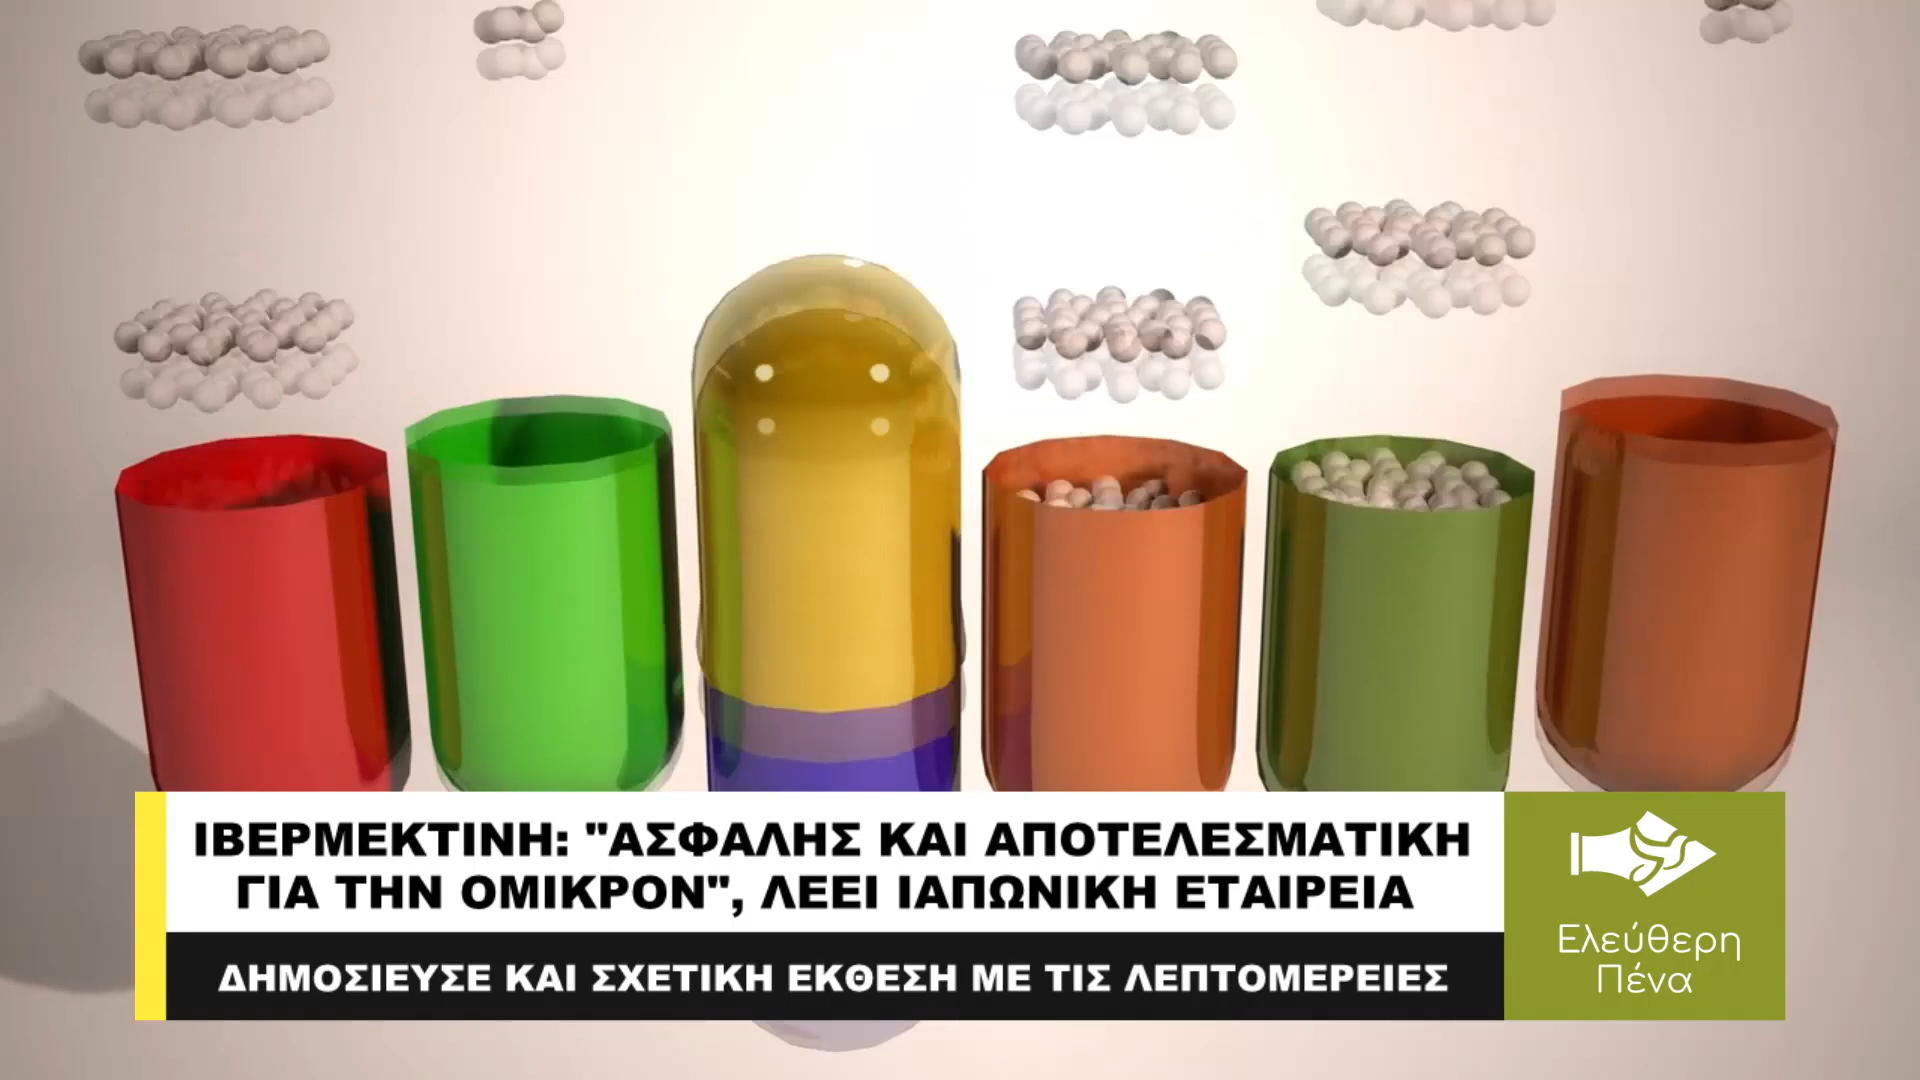 ΙΒΕΡΜΕΚΤΙΝΗ: "ΑΣΦΑΛΗΣ ΚΑΙ ΑΠΟΤΕΛΕΣΜΑΤΙΚΗ
ΓΙΑ ΤΗΝ ΟΜΙΚΡΟΝ", ΛΕΕΙ ΙΑΠΩΝΙΚΗ ΕΤΑΙΡΕΙΑ
ΔΗΜΟΣΙΕΥΣΕ ΚΑΙ ΣΧΕΤΙΚΗ ΕΚΘΕΣΗ ΜΕ ΤΙΣ ΛΕΠΤΟΜΕΡΕΙΕΣ
Ελεύθερη
Πένα